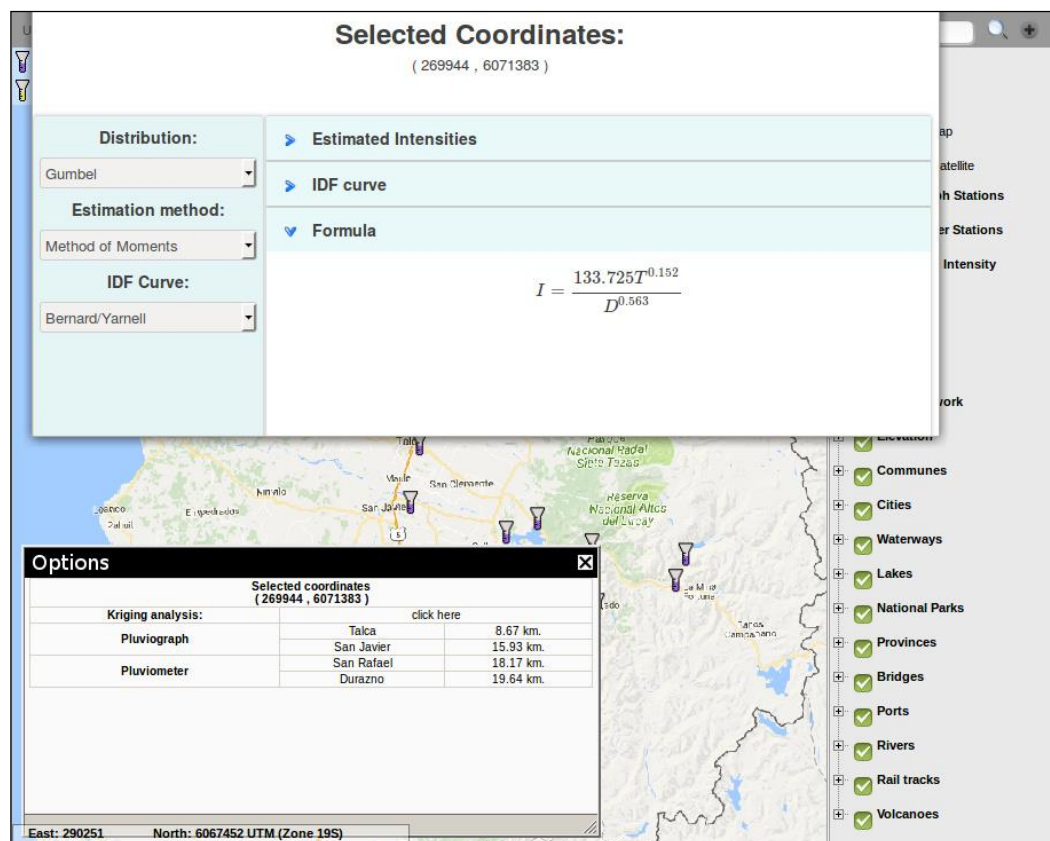 U
Selected Coordinates:
( 269944 , 6071383 )
Distribution:
Gumbel
Estimation method:
Method of Moments
IDF Curve:
Bernard/Yarnell
Estimated Intensities
IDF curve
Formula
I = 133.725T^0.152 / D^0.563
ap
atellite
h Stations
er Stations
Intensity
work
Elevation
Communes
Cities
Waterways
Lakes
National Parks
Provinces
Bridges
Ports
Rivers
Rail tracks
Volcanoes
Talca
Parque
Nacional Radal
Siete Tazas
Maule
San Clemente
San Javier
Reserva
Nacional Altos
del Lircay
5
La Mina
Fortuna
Options
Selected coordinates
( 269944 , 6071383 )
Kriging analysis: click here
Pluviograph
Talca 8.67 km.
San Javier 15.93 km.
Pluviometer
San Rafael 18.17 km.
Durazno 19.64 km.
East: 290251 North: 6067452 UTM (Zone 19S)